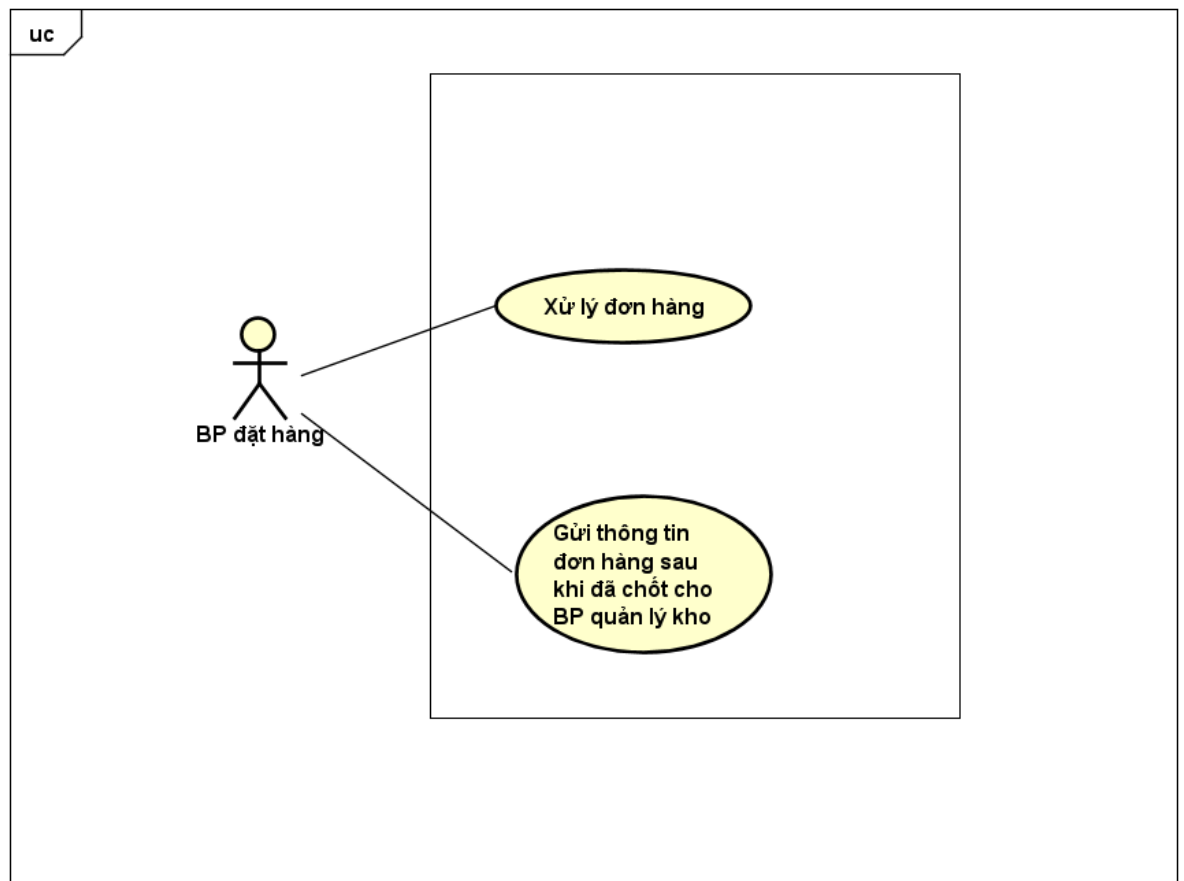 uc
Xử lý đơn hàng
BP đặt hàng
Gửi thông tin
đơn hàng sau
khi đã chốt cho
BP quản lý kho